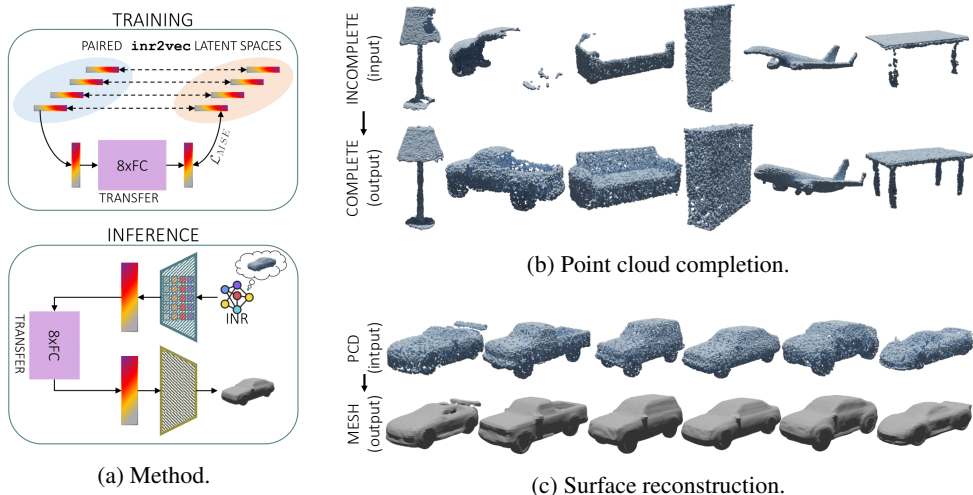 TRAINING
PAIRED inr2vec LATENT SPACES
8xFC
TRANSFER
ℒMSE
INFERENCE
INR
8xFC
TRANSFER
(a) Method.
INCOMPLETE
(input)
COMPLETE
(output)
(b) Point cloud completion.
PCD
(intput)
MESH
(output)
(c) Surface reconstruction.